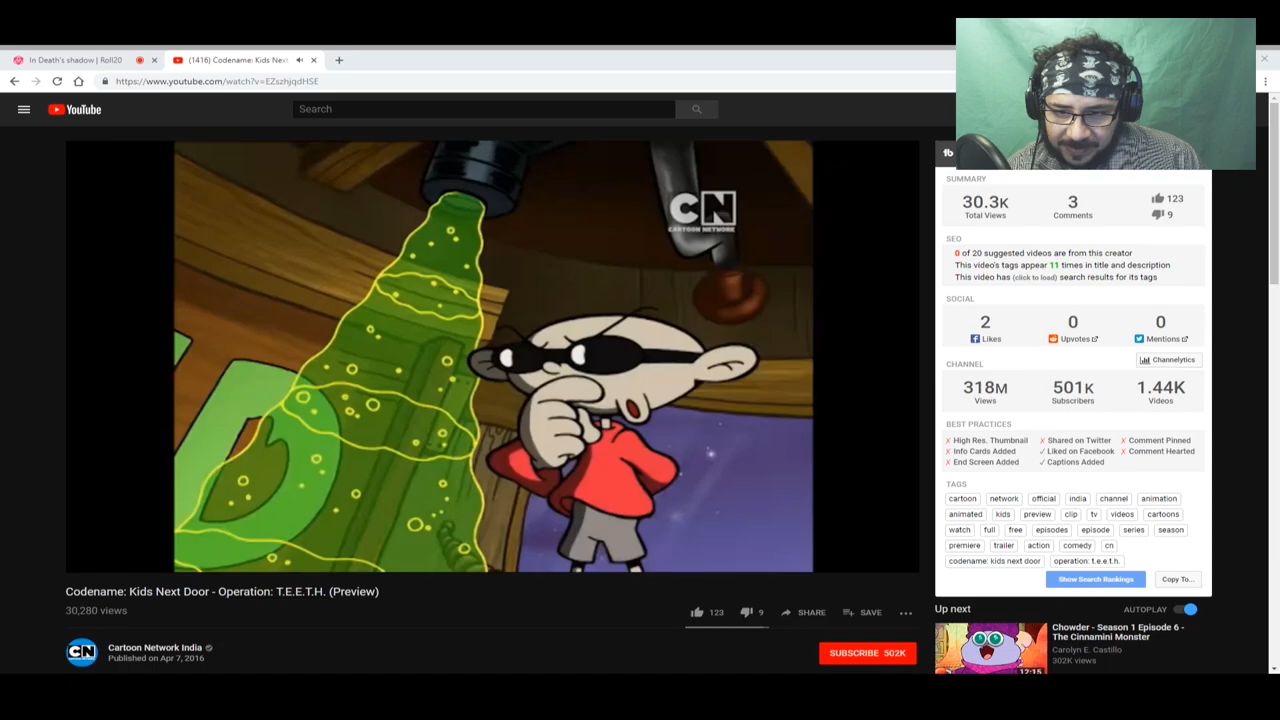 In Death's shadow | Roll20
(1416) Codename: Kids Next
https://www.youtube.com/watch?v=EZszhjqdHSE
YouTube
Search
CN
CARTOON NETWORK
SUMMARY
30.3K 3 123
Total Views Comments 9
SEO
0 of 20 suggested videos are from this creator
This video's tags appear 11 times in title and description
This video has (click to load) search results for its tags
SOCIAL
2 0 0
Likes Upvotes Mentions
Channelytics
CHANNEL
318M 501K 1.44K
Views Subscribers Videos
BEST PRACTICES
✗ High Res. Thumbnail ✗ Shared on Twitter ✗ Comment Pinned
✗ Info Cards Added ✓ Liked on Facebook ✗ Comment Hearted
✗ End Screen Added ✓ Captions Added
TAGS
cartoon network official india channel animation
animated kids preview clip tv videos cartoons
watch full free episodes episode series season
premiere trailer action comedy cn
codename: kids next door operation: t.e.e.t.h.
Show Search Rankings Copy To...
Codename: Kids Next Door - Operation: T.E.E.T.H. (Preview)
30,280 views
123 9 SHARE SAVE
CN Cartoon Network India
Published on Apr 7, 2016
SUBSCRIBE 502K
Up next AUTOPLAY
Chowder - Season 1 Episode 6 -
The Cinnamini Monster
Carolyn E. Castillo
302K views
12:15